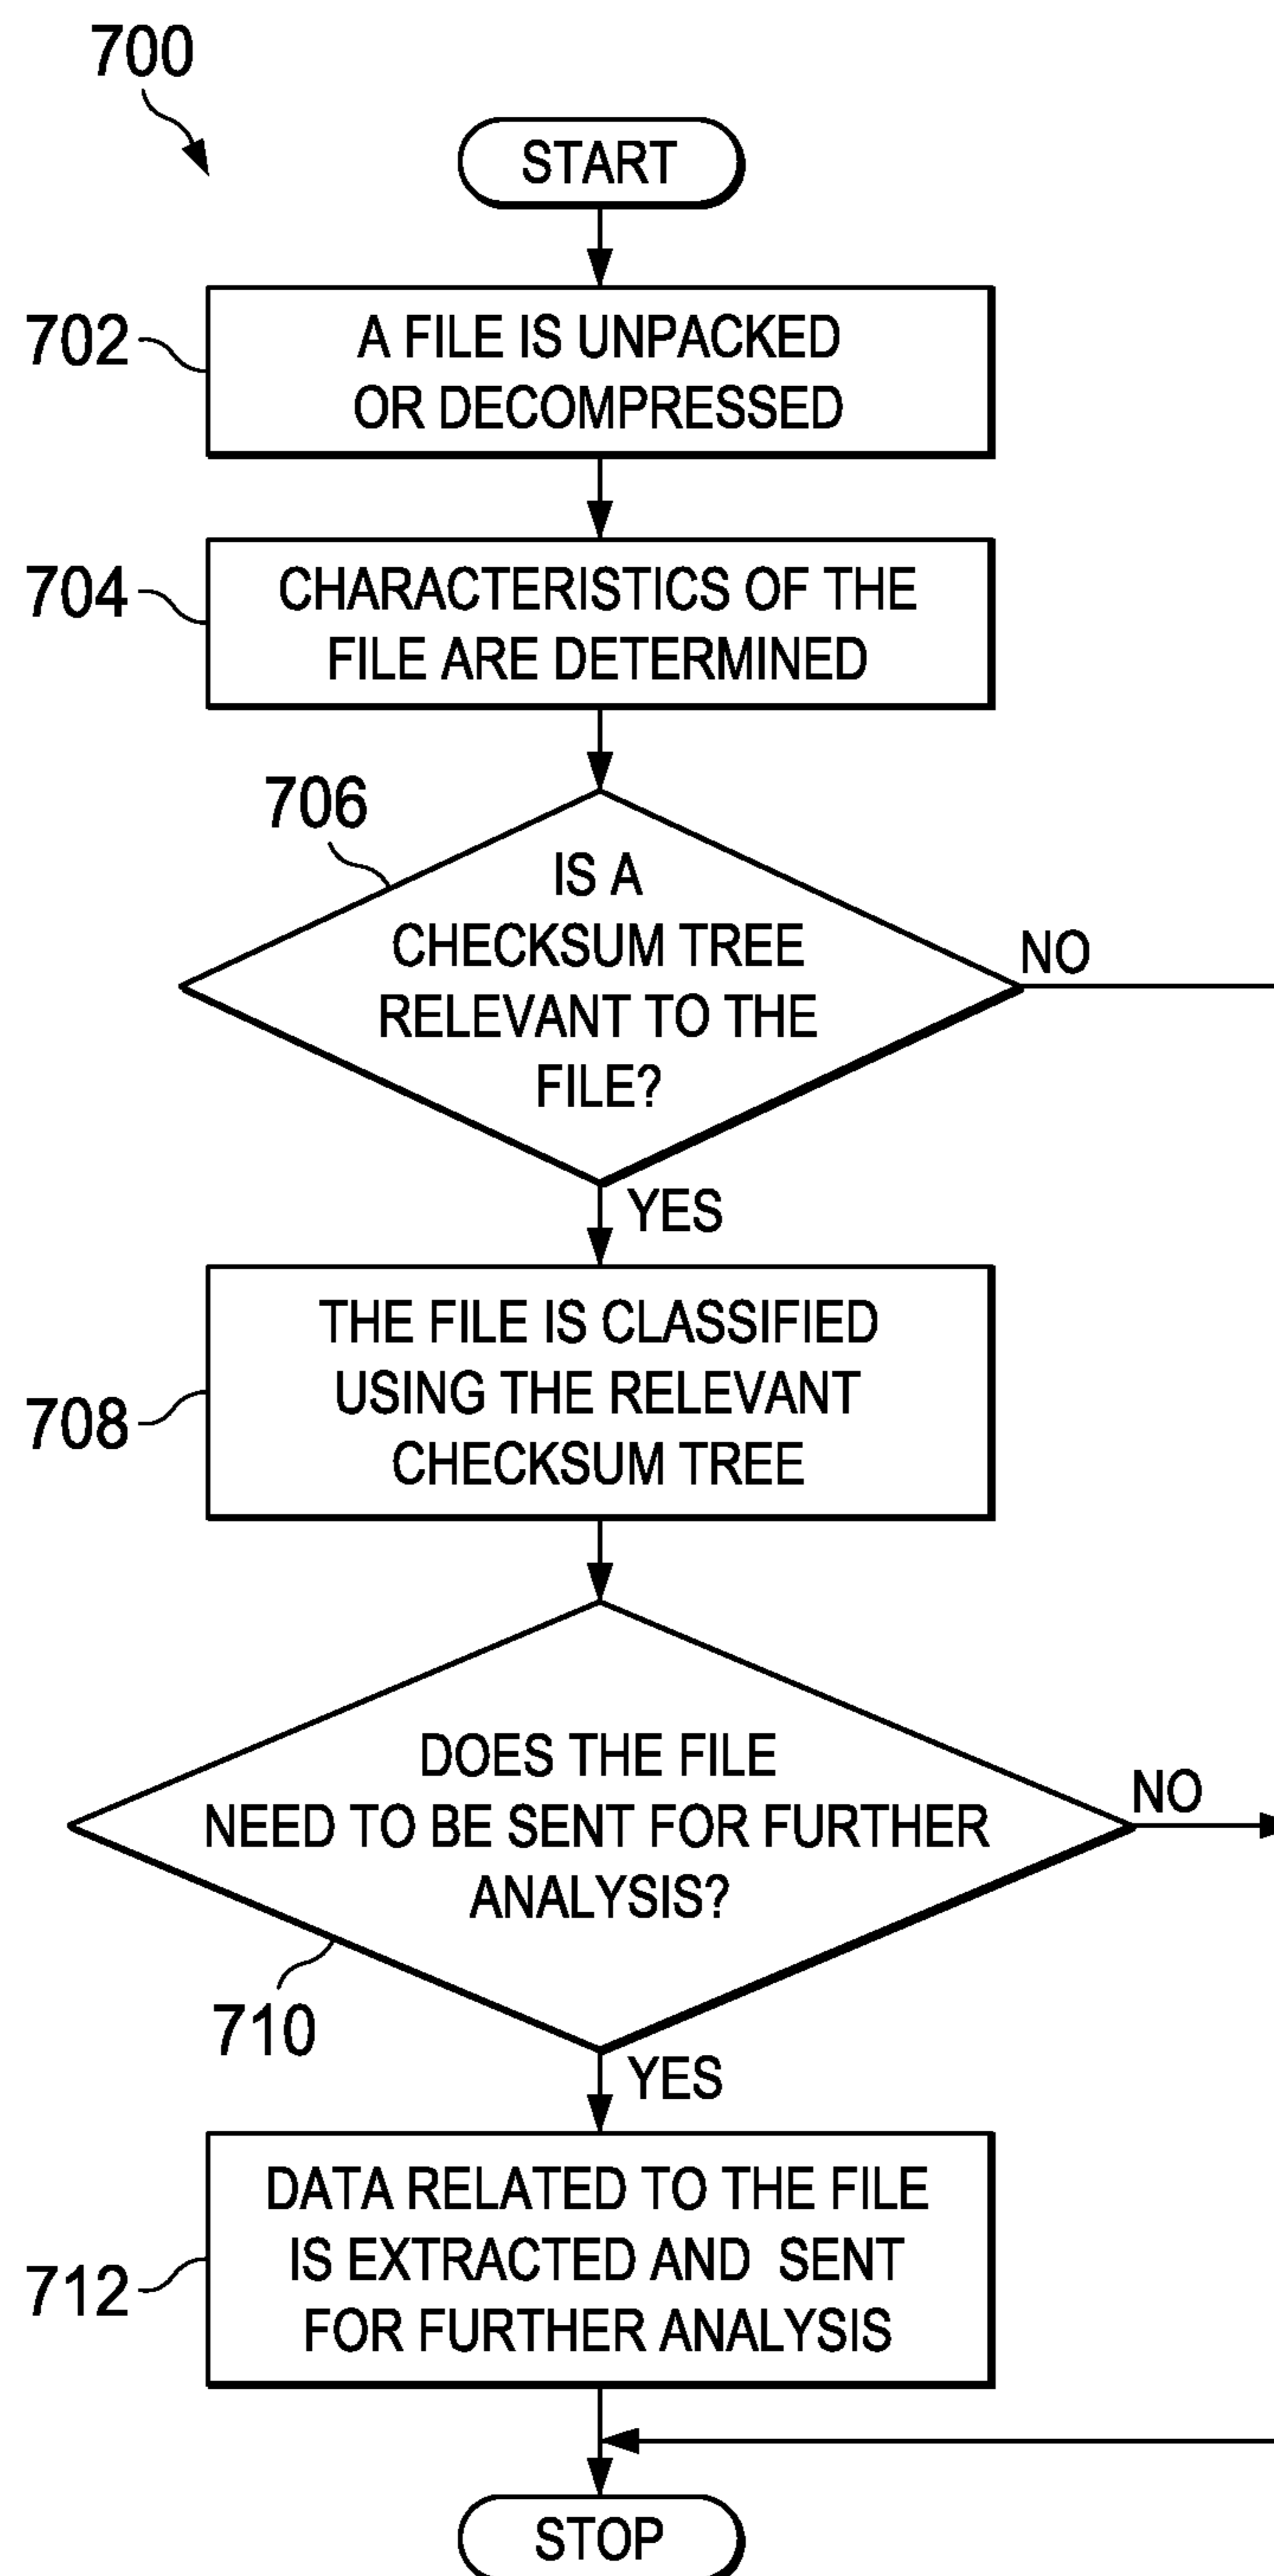 700
START
702
A FILE IS UNPACKED
OR DECOMPRESSED
704
CHARACTERISTICS OF THE
FILE ARE DETERMINED
706
IS A
CHECKSUM TREE
RELEVANT TO THE
FILE?
NO
YES
708
THE FILE IS CLASSIFIED
USING THE RELEVANT
CHECKSUM TREE
DOES THE FILE
NEED TO BE SENT FOR FURTHER
ANALYSIS?
NO
710
YES
712
DATA RELATED TO THE FILE
IS EXTRACTED AND SENT
FOR FURTHER ANALYSIS
STOP